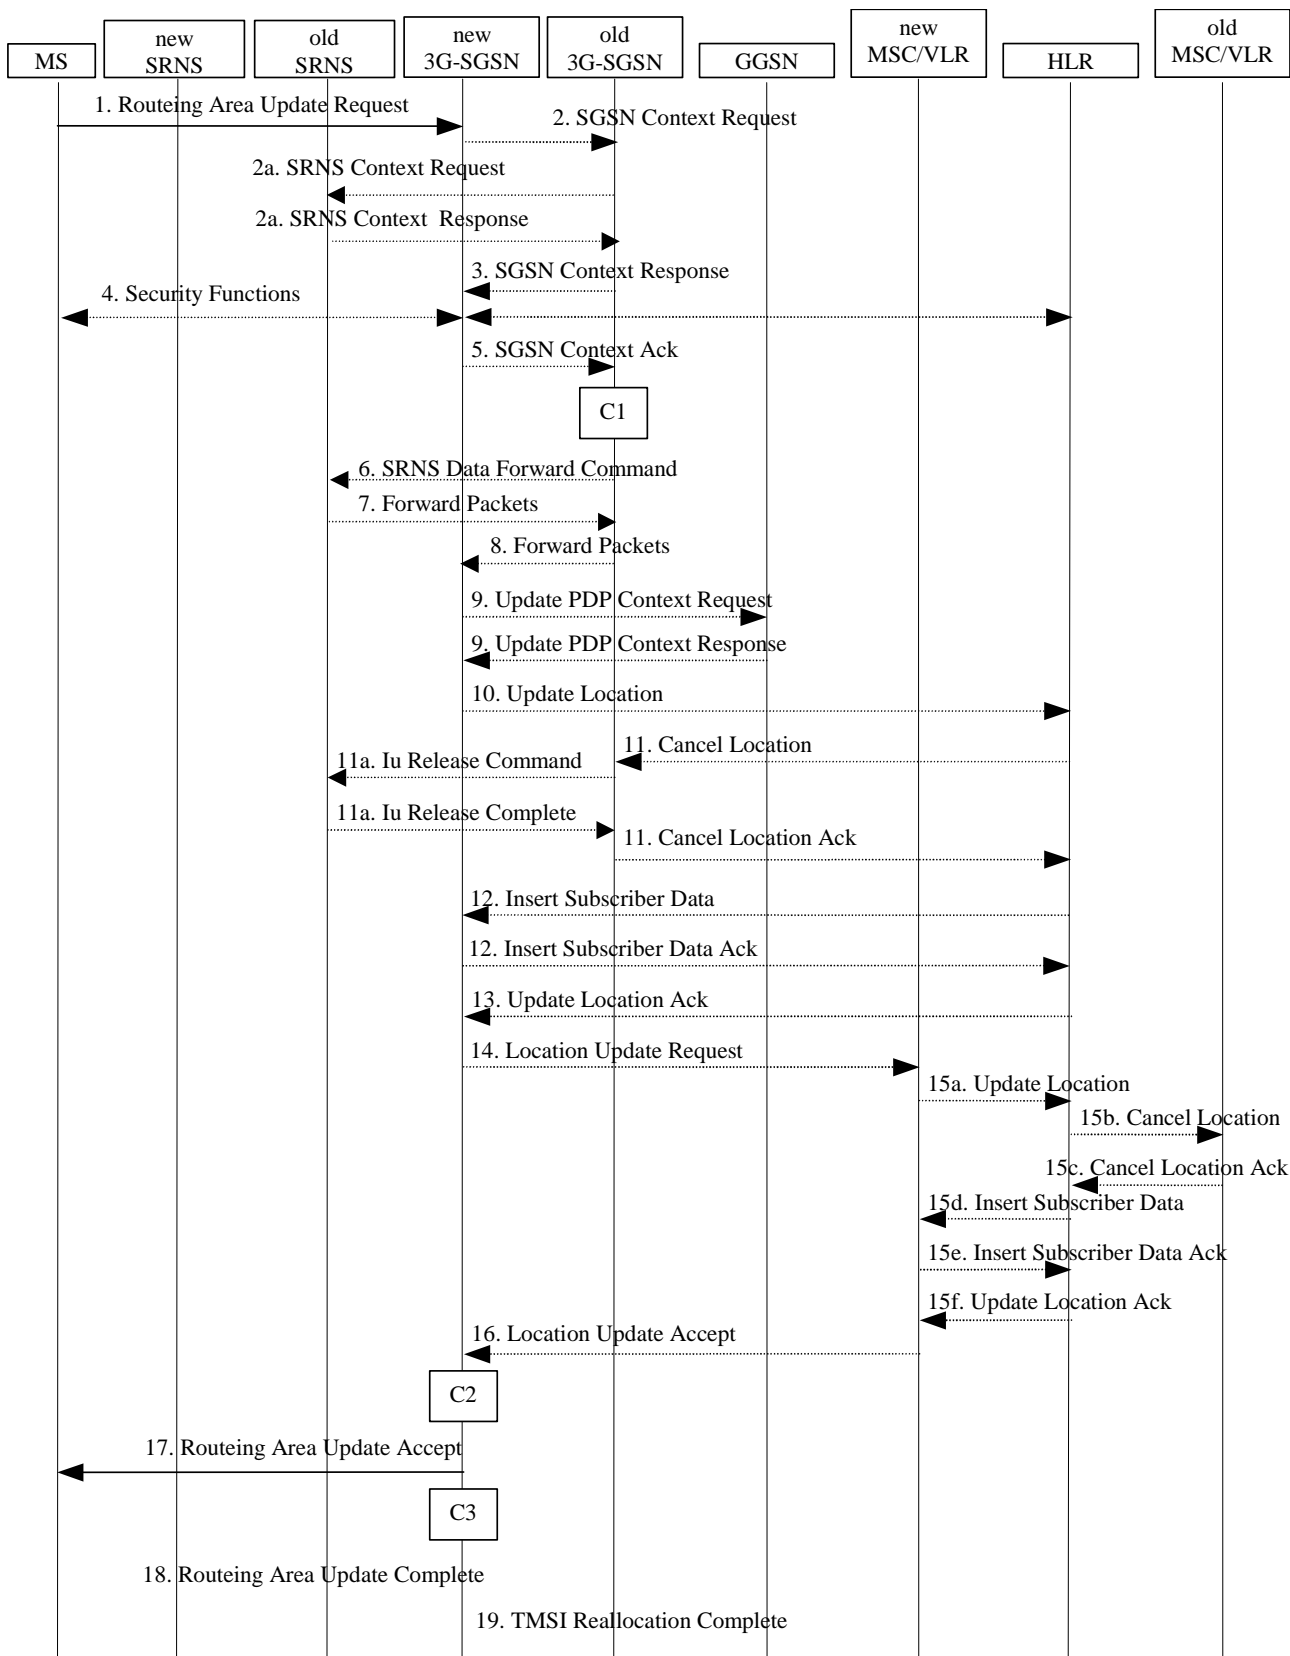 MS
new
SRNS
old
SRNS
new
3G-SGSN
old
3G-SGSN
GGSN
new
MSC/VLR
HLR
old
MSC/VLR
1. Routeing Area Update Request
2. SGSN Context Request
2a. SRNS Context Request
2a. SRNS Context Response
3. SGSN Context Response
4. Security Functions
5. SGSN Context Ack
C1
6. SRNS Data Forward Command
7. Forward Packets
8. Forward Packets
9. Update PDP Context Request
9. Update PDP Context Response
10. Update Location
11. Cancel Location
11a. Iu Release Command
11a. Iu Release Complete
11. Cancel Location Ack
12. Insert Subscriber Data
12. Insert Subscriber Data Ack
13. Update Location Ack
14. Location Update Request
15a. Update Location
15b. Cancel Location
15c. Cancel Location Ack
15d. Insert Subscriber Data
15e. Insert Subscriber Data Ack
15f. Update Location Ack
16. Location Update Accept
C2
17. Routeing Area Update Accept
C3
18. Routeing Area Update Complete
19. TMSI Reallocation Complete